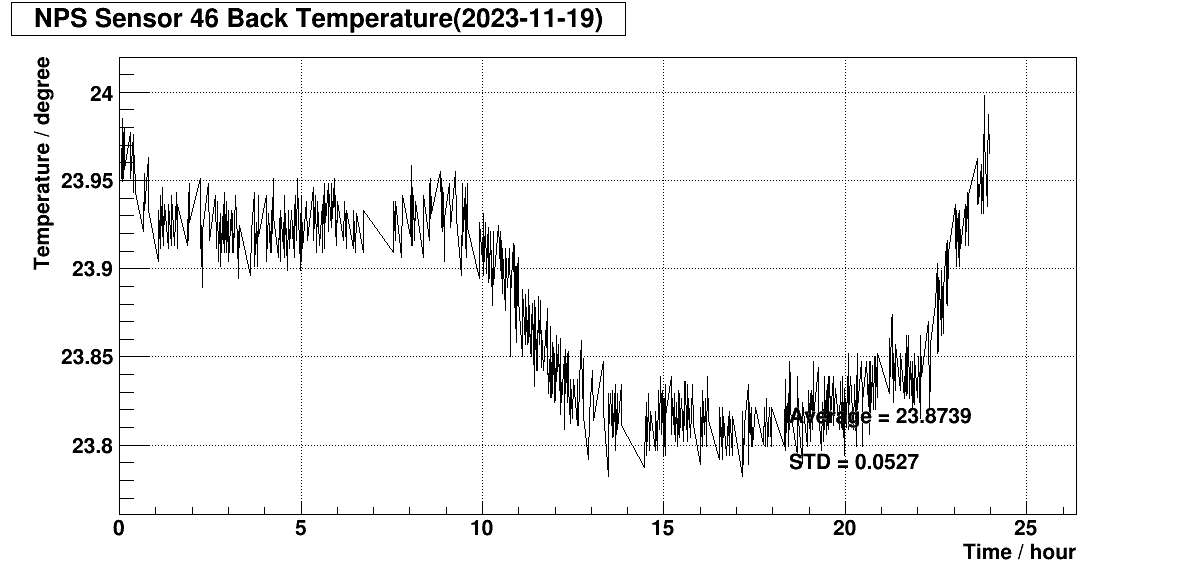 NPS Sensor 46 Back Temperature(2023-11-19)
Temperature / degree
24
23.95
23.9
23.85
23.8
Average = 23.8739
STD = 0.0527
0 5 10 15 20 25
Time / hour